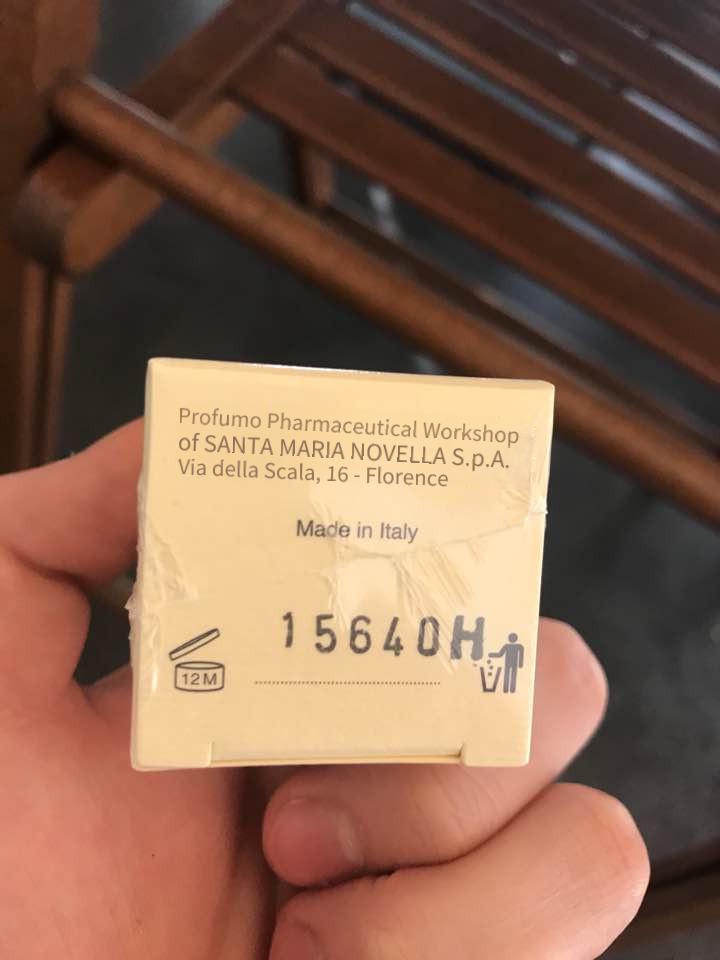 Profumo Pharmaceutical Workshop
of SANTA MARIA NOVELLA S.p.A.
Via della Scala, 16 - Florence
Made in Italy
15640H
12M